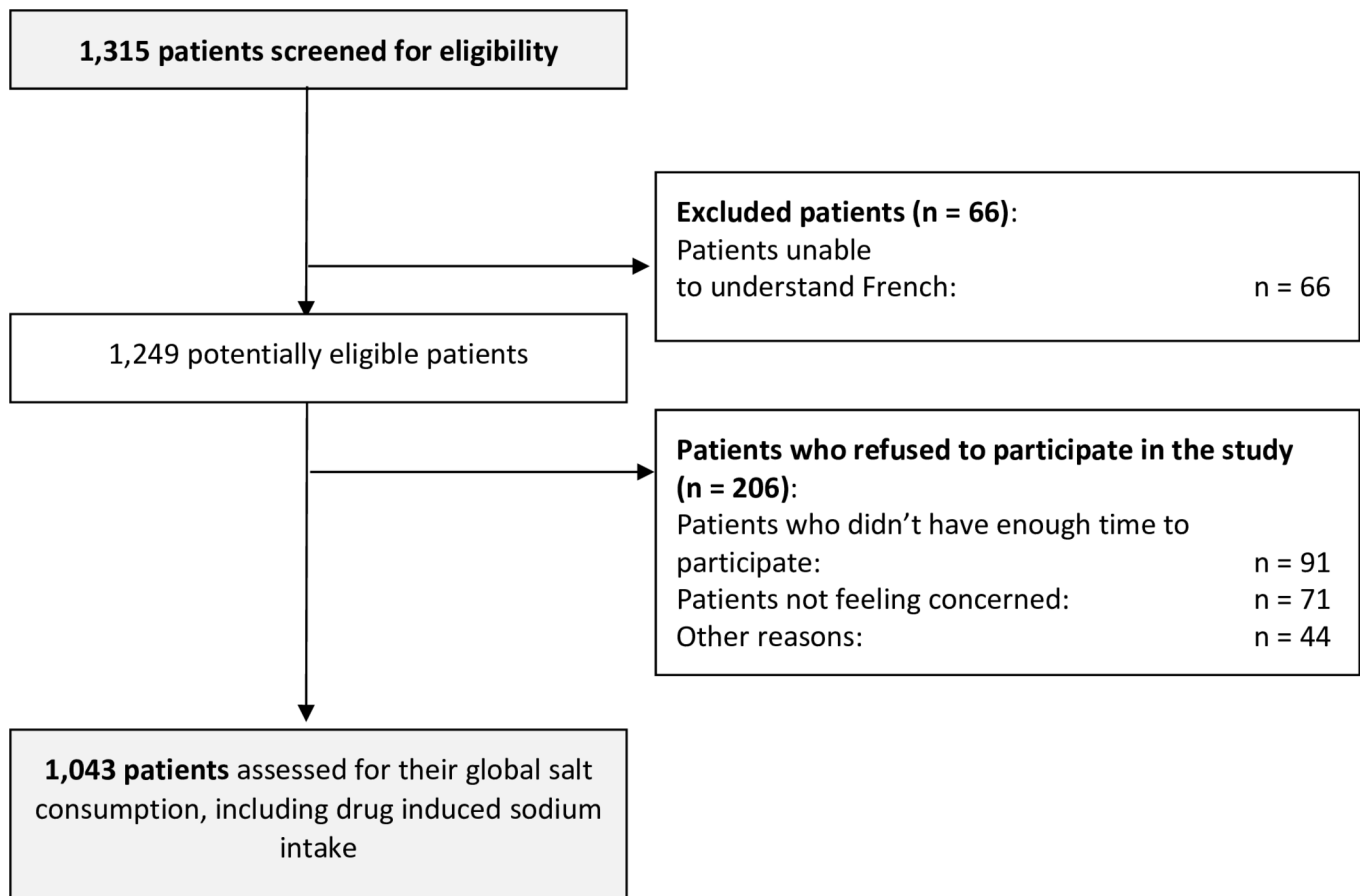 1,315 patients screened for eligibility
Excluded patients (n = 66):
Patients unable
to understand French: n = 66
1,249 potentially eligible patients
Patients who refused to participate in the study
(n = 206):
Patients who didn’t have enough time to
participate: n = 91
Patients not feeling concerned: n = 71
Other reasons: n = 44
1,043 patients assessed for their global salt
consumption, including drug induced sodium
intake